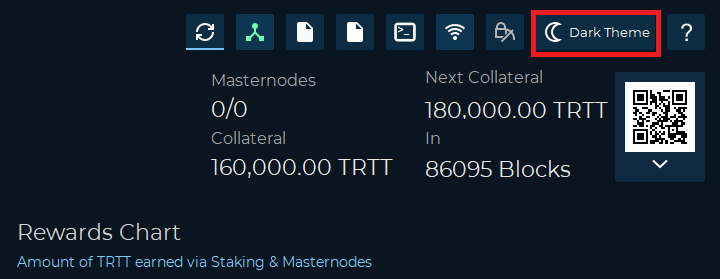 Dark Theme
?
Masternodes
0/0
Collateral
160,000.00 TRTT
Next Collateral
180,000.00 TRTT
In
86095 Blocks
Rewards Chart
Amount of TRTT earned via Staking & Masternodes